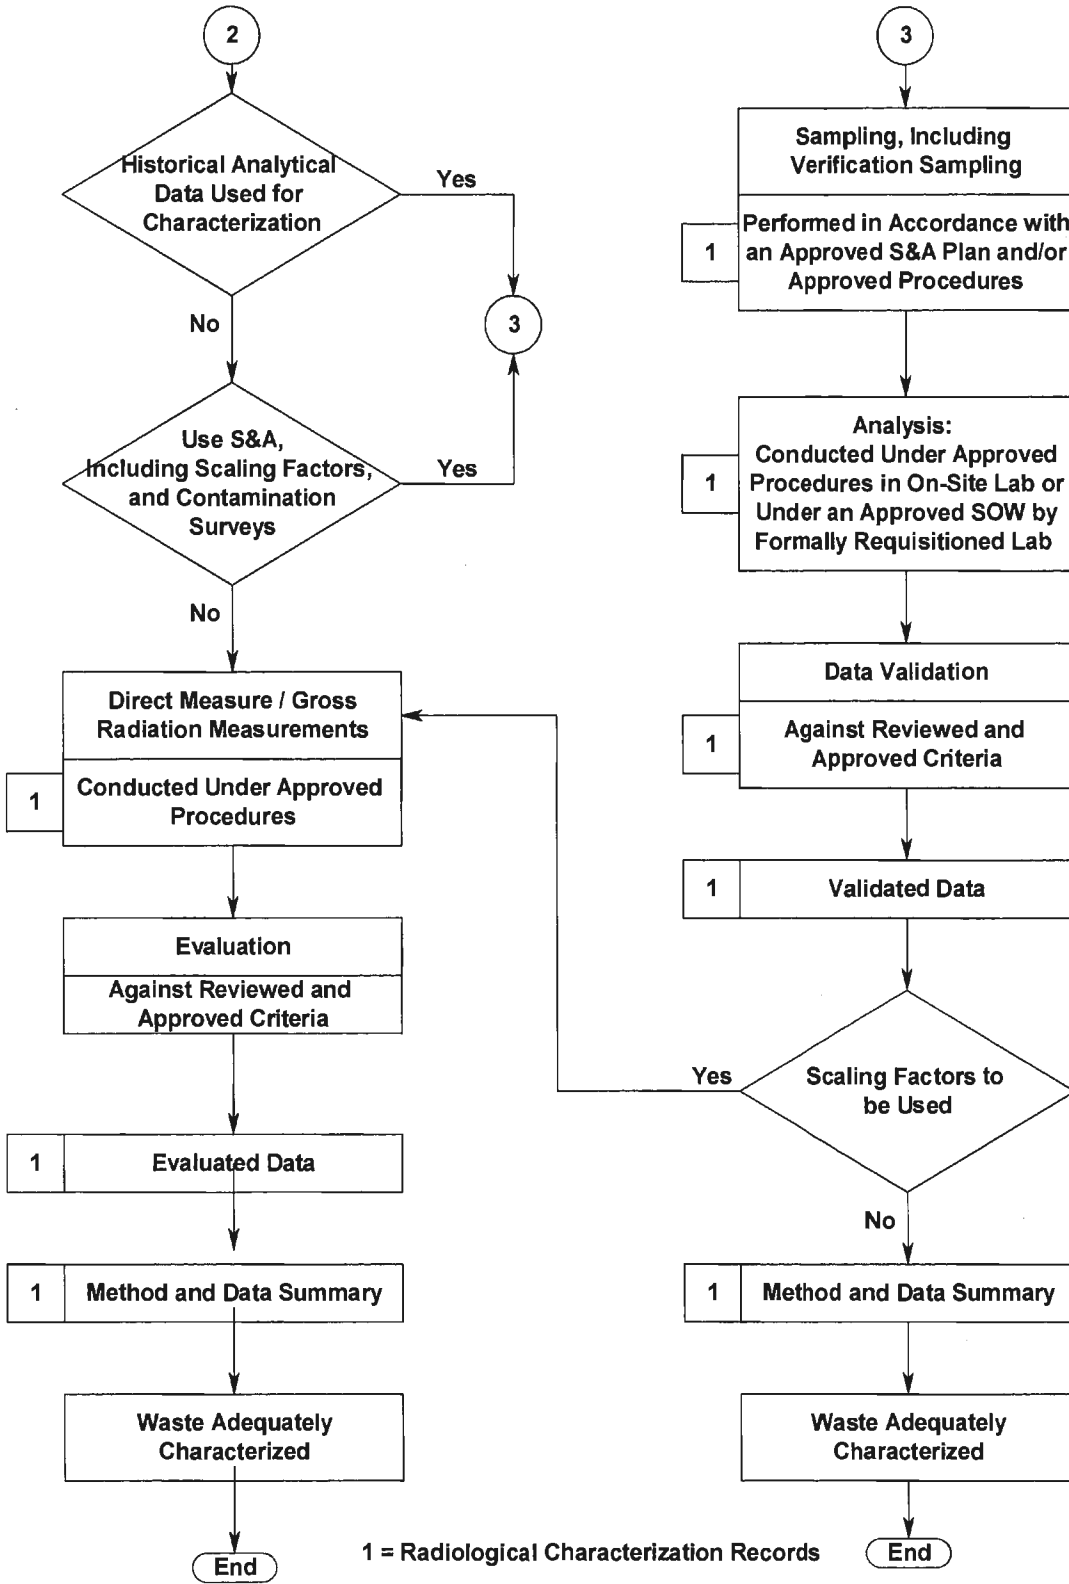 2
Historical Analytical
Data Used for
Characterization
Yes
No
3
Use S&A,
Including Scaling Factors,
and Contamination
Surveys
Yes
No
Direct Measure / Gross
Radiation Measurements
1
Conducted Under Approved
Procedures
Evaluation
Against Reviewed and
Approved Criteria
1
Evaluated Data
1
Method and Data Summary
Waste Adequately
Characterized
End
3
Sampling, Including
Verification Sampling
1
Performed in Accordance with
an Approved S&A Plan and/or
Approved Procedures
1
Analysis:
Conducted Under Approved
Procedures in On-Site Lab or
Under an Approved SOW by
Formally Requisitioned Lab
Data Validation
1
Against Reviewed and
Approved Criteria
1
Validated Data
Scaling Factors to
be Used
Yes
No
1
Method and Data Summary
Waste Adequately
Characterized
End
1 = Radiological Characterization Records